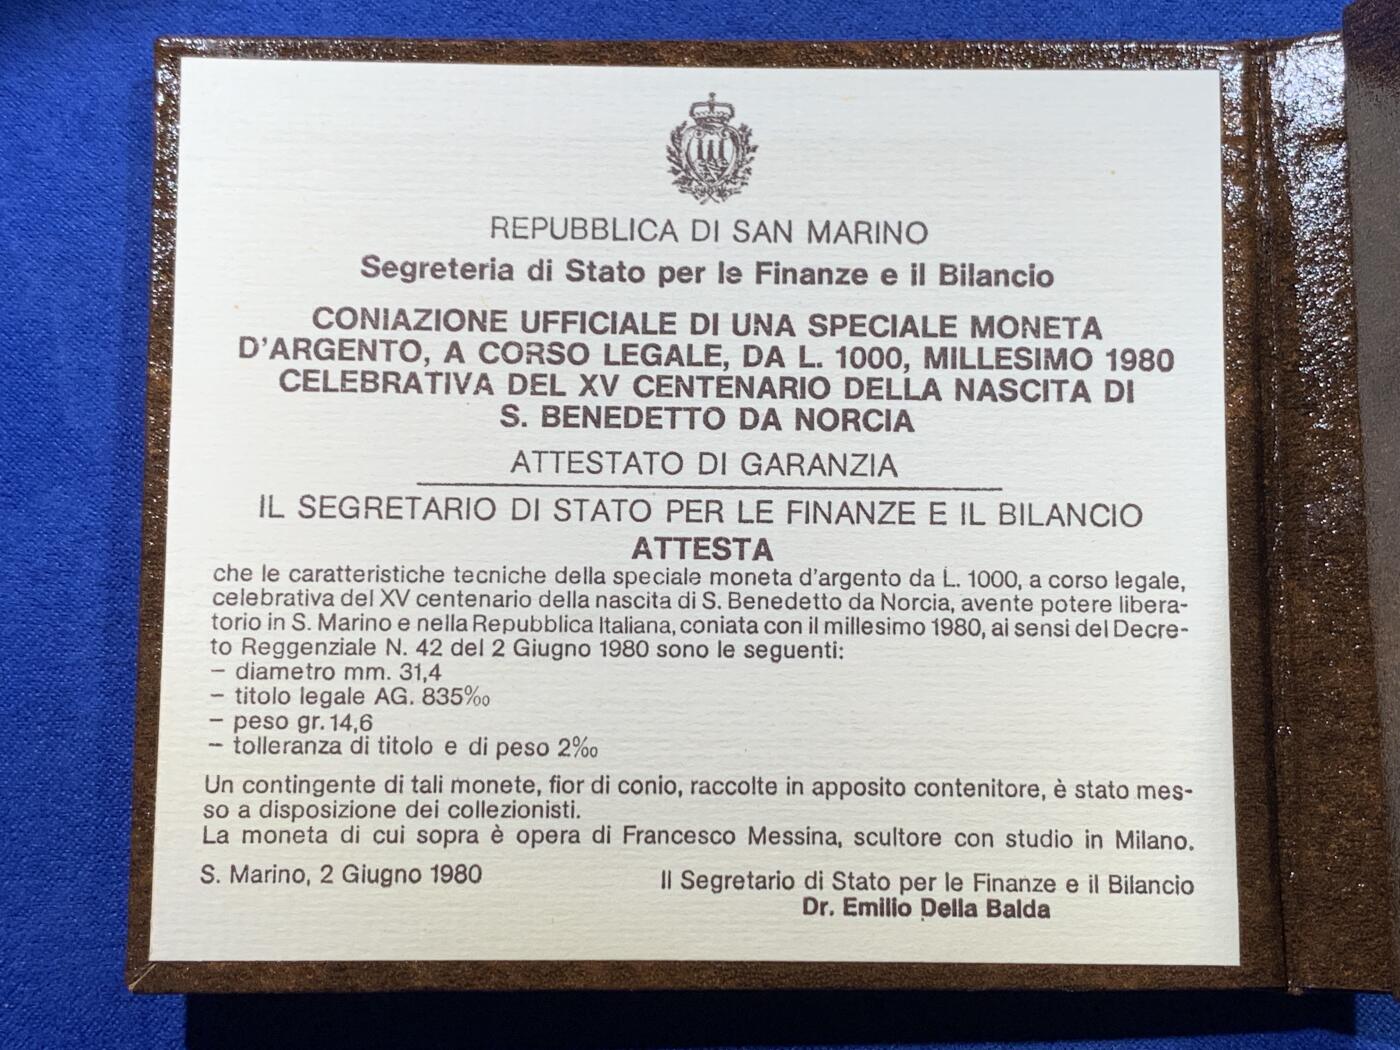 REPUBBLICA DI SAN MARINO
Segreteria di Stato per le Finanze e il Bilancio
CONIAZIONE UFFICIALE DI UNA SPECIALE MONETA
D'ARGENTO, A CORSO LEGALE, DA L. 1000, MILLESIMO 1980
CELEBRATIVA DEL XV CENTENARIO DELLA NASCITA DI
S. BENEDETTO DA NORCIA
ATTESTATO DI GARANZIA
IL SEGRETARIO DI STATO PER LE FINANZE E IL BILANCIO
ATTESTA
che le caratteristiche tecniche della speciale moneta d'argento da L. 1000, a corso legale,
celebrativa del XV centenario della nascita di S. Benedetto da Norcia, avente potere libera-
torio in S. Marino e nella Repubblica Italiana, coniata con il millesimo 1980, ai sensi del Decre-
to Reggenziale N. 42 del 2 Giugno 1980 sono le seguenti:
– diametro mm. 31,4
– titolo legale AG. 835‰
– peso gr. 14,6
– tolleranza di titolo e di peso 2‰
Un contingente di tali monete, fior di conio, raccolte in apposito contenitore, è stato mes-
so a disposizione dei collezionisti.
La moneta di cui sopra è opera di Francesco Messina, scultore con studio in Milano.
S. Marino, 2 Giugno 1980
Il Segretario di Stato per le Finanze e il Bilancio
Dr. Emilio Della Balda